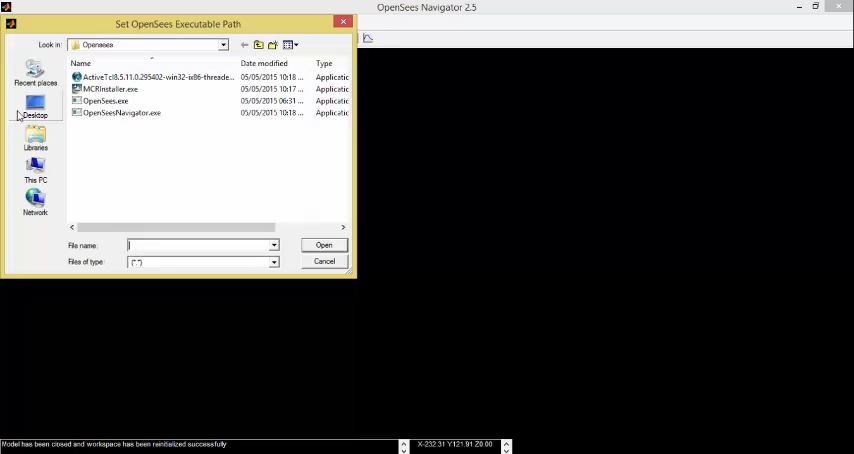 OpenSees Navigator 2.5
Set OpenSees Executable Path
Look in: Opensees
Name Date modified Type
ActiveTcl8.5.11.0.295402-win32-ix86-threade... 05/05/2015 10:18 ... Applicatic
MCRInstaller.exe 05/05/2015 10:17 ... Applicatic
OpenSees.exe 05/05/2015 06:31 ... Applicatic
OpenSeesNavigator.exe 05/05/2015 10:18 ... Applicatic
Recent places
Desktop
Libraries
This PC
Network
File name: Open
Files of type: (*.*) Cancel
Model has been closed and workspace has been reinitialized successfully X-232.31 Y121.91 Z0.00